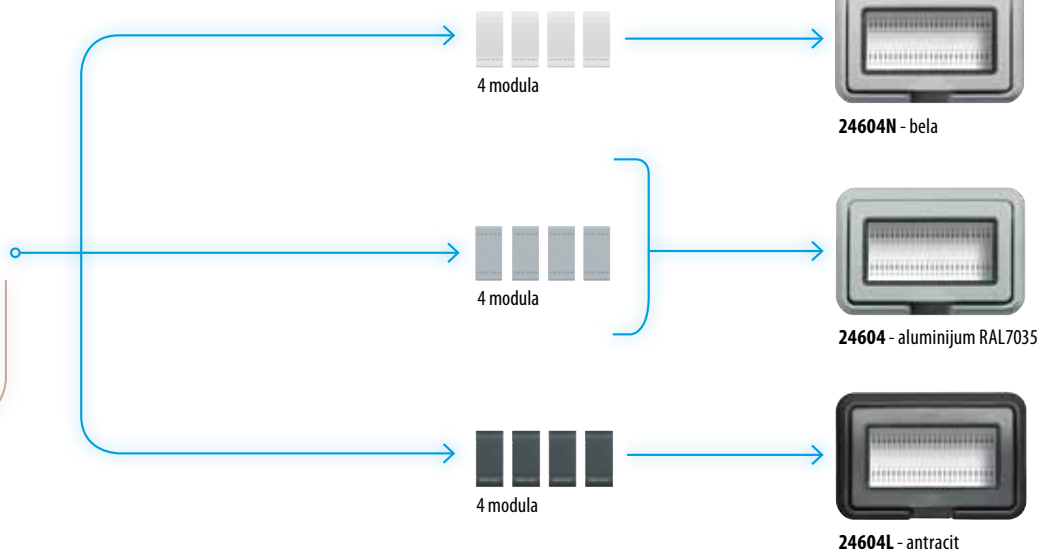 4 modula
24604N - bela
4 modula
24604 - aluminijum RAL7035
4 modula
24604L - antracit